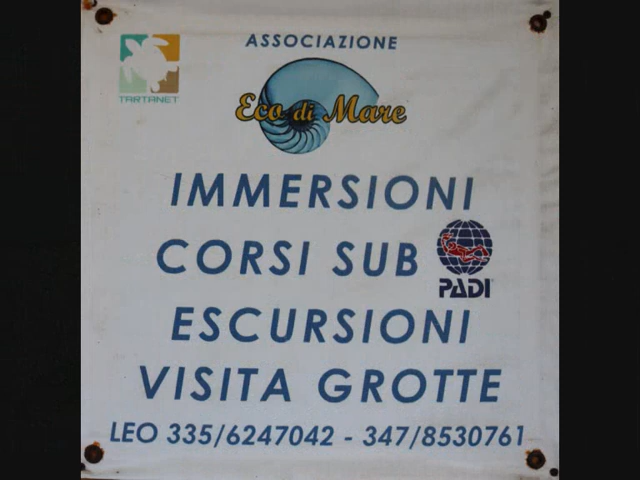 TARTANET
ASSOCIAZIONE
Eco di Mare
IMMERSIONI
CORSI SUB
PADI
ESCURSIONI
VISITA GROTTE
LEO 335/6247042 - 347/8530761